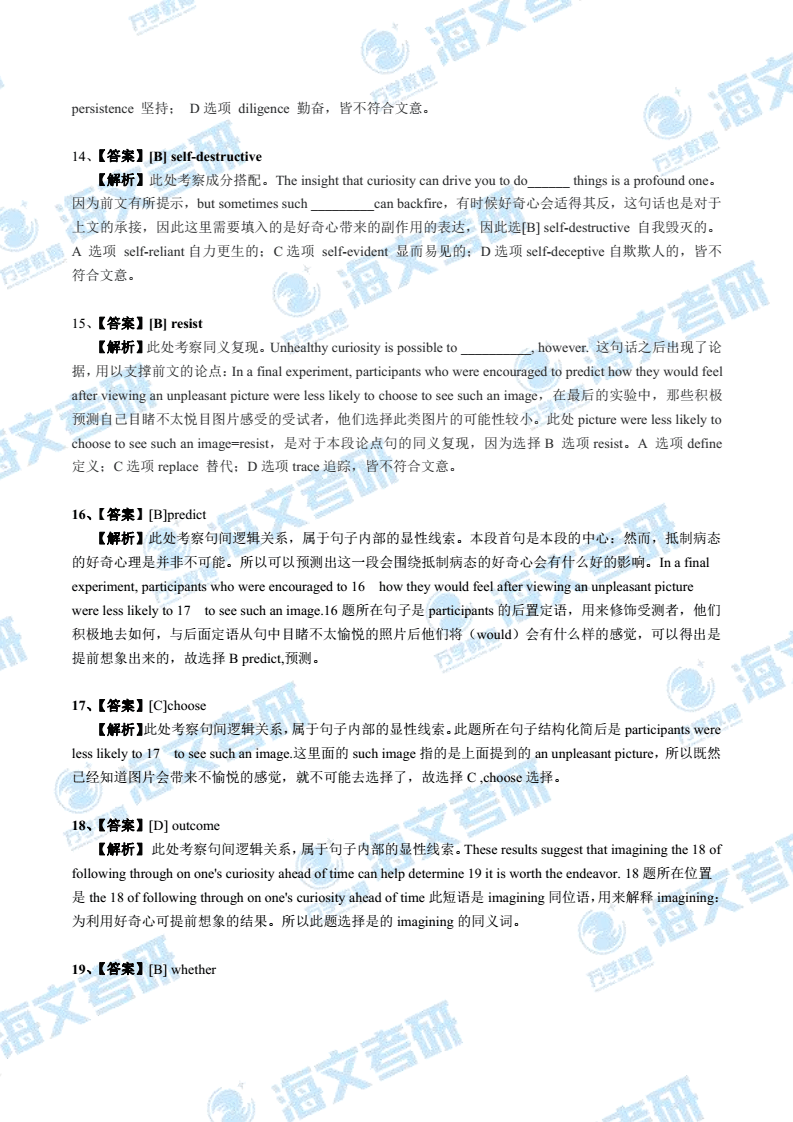 persistence 坚持； D 选项 diligence 勤奋，皆不符合文意。
14、【答案】[B] self-destructive
【解析】此处考察成分搭配。The insight that curiosity can drive you to do______ things is a profound one。
因为前文有所提示，but sometimes such _________can backfire，有时候好奇心会适得其反，这句话也是对于
上文的承接，因此这里需要填入的是好奇心带来的副作用的表达，因此选[B] self-destructive 自我毁灭的。
A 选项 self-reliant 自力更生的；C 选项 self-evident 显而易见的；D 选项 self-deceptive 自欺欺人的，皆不
符合文意。
15、【答案】[B] resist
【解析】此处考察同义复现。Unhealthy curiosity is possible to __________, however. 这句话之后出现了论
据，用以支撑前文的论点：In a final experiment, participants who were encouraged to predict how they would feel
after viewing an unpleasant picture were less likely to choose to see such an image，在最后的实验中，那些积极
预测自己目睹不太悦目图片感受的受试者，他们选择此类图片的可能性较小。此处 picture were less likely to
choose to see such an image=resist，是对于本段论点句的同义复现，因为选择 B 选项 resist。A 选项 define
定义；C 选项 replace 替代；D 选项 trace 追踪，皆不符合文意。
16、【答案】[B]predict
【解析】此处考察句间逻辑关系，属于句子内部的显性线索。本段首句是本段的中心：然而，抵制病态
的好奇心理是并非不可能。所以可以预测出这一段会围绕抵制病态的好奇心会有什么好的影响。In a final
experiment, participants who were encouraged to 16 how they would feel after viewing an unpleasant picture
were less likely to 17 to see such an image.16 题所在句子是 participants 的后置定语，用来修饰受测者，他们
积极地去如何，与后面定语从句中目睹不太愉悦的照片后他们将（would）会有什么样的感觉，可以得出是
提前想象出来的，故选择 B predict,预测。
17、【答案】[C]choose
【解析】此处考察句间逻辑关系，属于句子内部的显性线索。此题所在句子结构化简后是 participants were
less likely to 17 to see such an image.这里面的 such image 指的是上面提到的 an unpleasant picture，所以既然
已经知道图片会带来不愉悦的感觉，就不可能去选择了，故选择 C ,choose 选择。
18、【答案】[D] outcome
【解析】 此处考察句间逻辑关系，属于句子内部的显性线索。These results suggest that imagining the 18 of
following through on one's curiosity ahead of time can help determine 19 it is worth the endeavor. 18 题所在位置
是 the 18 of following through on one's curiosity ahead of time 此短语是 imagining 同位语，用来解释 imagining：
为利用好奇心可提前想象的结果。所以此题选择是的 imagining 的同义词。
19、【答案】[B] whether
海文考研
万学教育